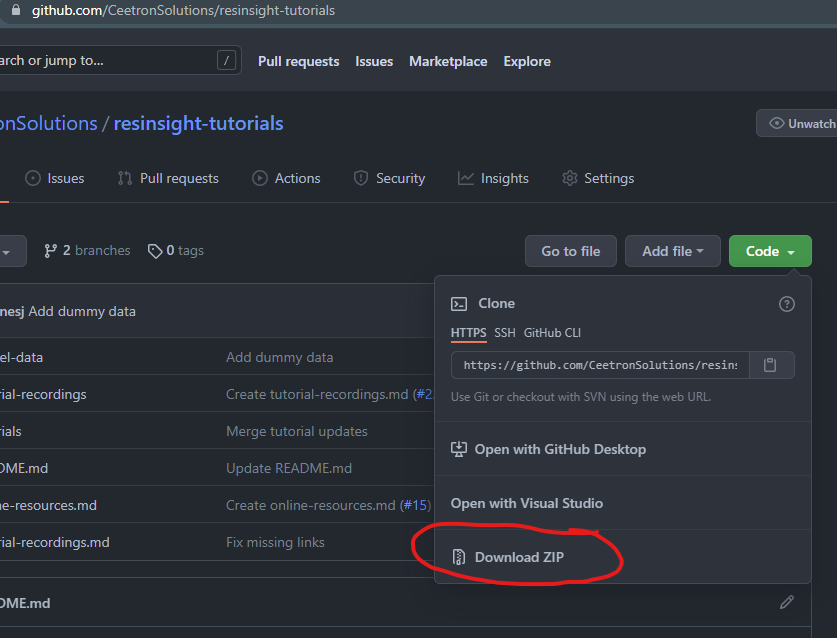 github.com/CeetronSolutions/resinsight-tutorials
arch or jump to... /
Pull requests Issues Marketplace Explore
onSolutions / resinsight-tutorials
Unwatch
Issues Pull requests Actions Security Insights Settings
2 branches 0 tags
Go to file Add file Code
nesj Add dummy data
Clone
HTTPS SSH GitHub CLI
https://github.com/CeetronSolutions/resins
Use Git or checkout with SVN using the web URL.
Open with GitHub Desktop
Open with Visual Studio
Download ZIP
el-data Add dummy data
rial-recordings Create tutorial-recordings.md (#2
rials Merge tutorial updates
DME.md Update README.md
ne-resources.md Create online-resources.md (#15)
rial-recordings.md Fix missing links
DME.md